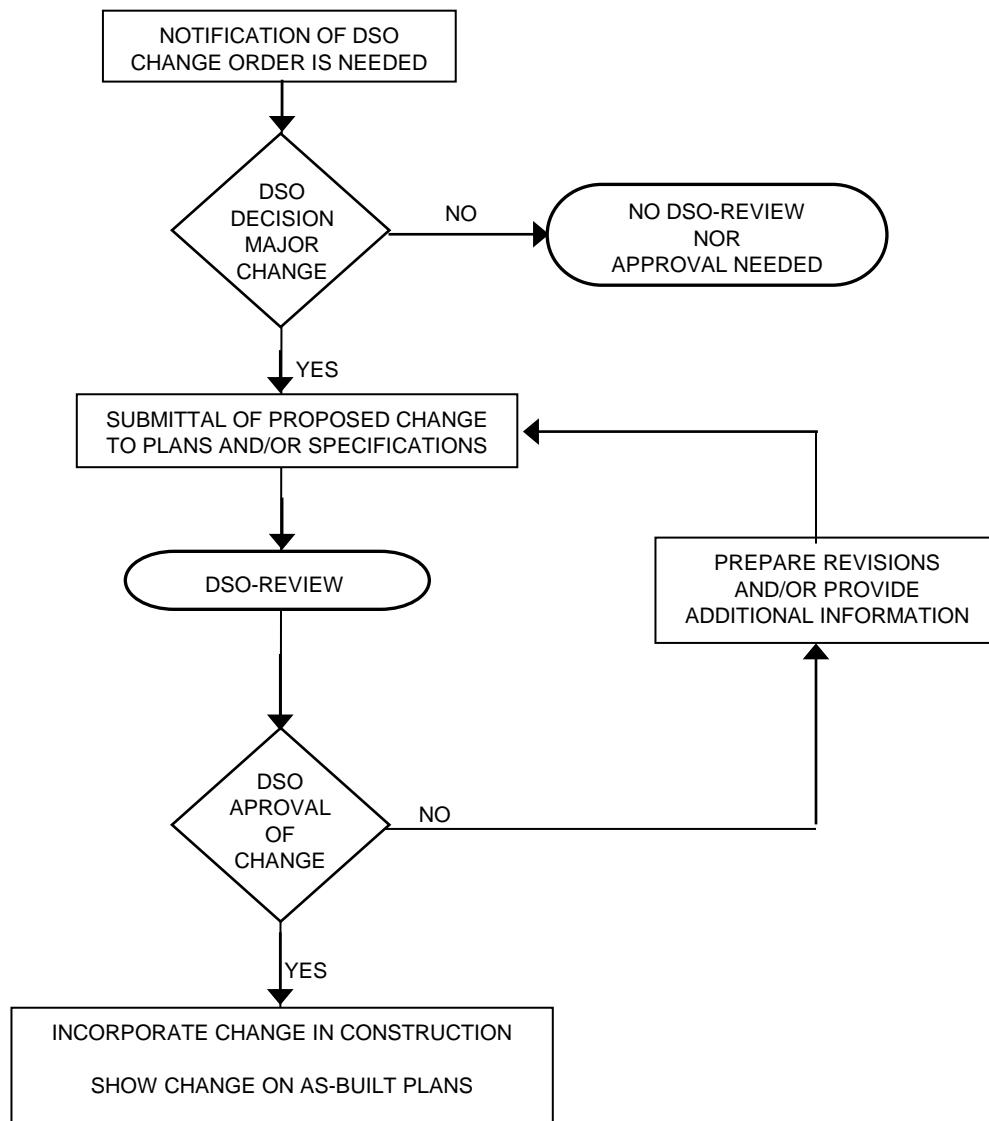 NOTIFICATION OF DSO
CHANGE ORDER IS NEEDED
DSO
DECISION
MAJOR
CHANGE
NO
NO DSO-REVIEW
NOR
APPROVAL NEEDED
YES
SUBMITTAL OF PROPOSED CHANGE
TO PLANS AND/OR SPECIFICATIONS
DSO-REVIEW
PREPARE REVISIONS
AND/OR PROVIDE
ADDITIONAL INFORMATION
DSO
APROVAL
OF
CHANGE
NO
YES
INCORPORATE CHANGE IN CONSTRUCTION
SHOW CHANGE ON AS-BUILT PLANS